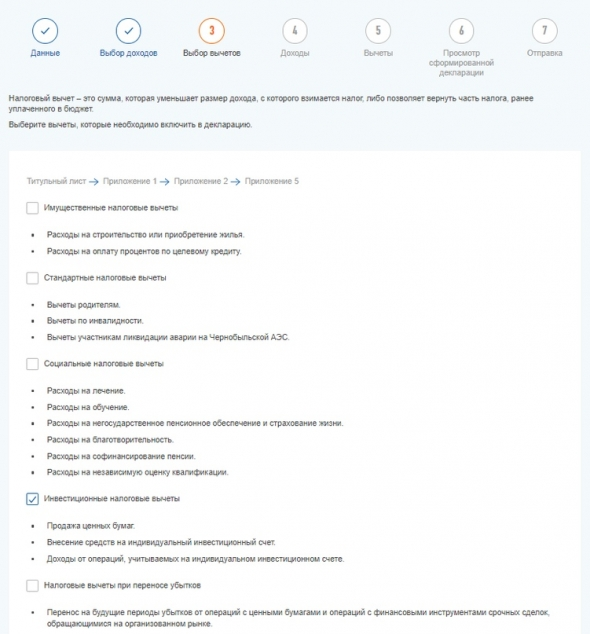 3
4
5
6
7
Данные
Выбор доходов
Выбор вычетов
Доходы
Вычеты
Просмотр
сформированной
декларации
Отправка
Налоговый вычет – это сумма, которая уменьшает размер дохода, с которого взимается налог, либо позволяет вернуть часть налога, ранее
уплаченного в бюджет.
Выберите вычеты, которые необходимо включить в декларацию.
Титульный лист → Приложение 1 → Приложение 2 → Приложение 5
Имущественные налоговые вычеты
• Расходы на строительство или приобретение жилья.
• Расходы на оплату процентов по целевому кредиту.
Стандартные налоговые вычеты
• Вычеты родителям.
• Вычеты по инвалидности.
• Вычеты участникам ликвидации аварии на Чернобыльской АЭС.
Социальные налоговые вычеты
• Расходы на лечение.
• Расходы на обучение.
• Расходы на негосударственное пенсионное обеспечение и страхование жизни.
• Расходы на благотворительность.
• Расходы на софинансирование пенсии.
• Расходы на независимую оценку квалификации.
Инвестиционные налоговые вычеты
• Продажа ценных бумаг.
• Внесение средств на индивидуальный инвестиционный счет.
• Доходы от операций, учитываемых на индивидуальном инвестиционном счете.
Налоговые вычеты при переносе убытков
• Перенос на будущие периоды убытков от операций с ценными бумагами и операций с финансовыми инструментами срочных сделок,
обращающимися на организованном рынке.